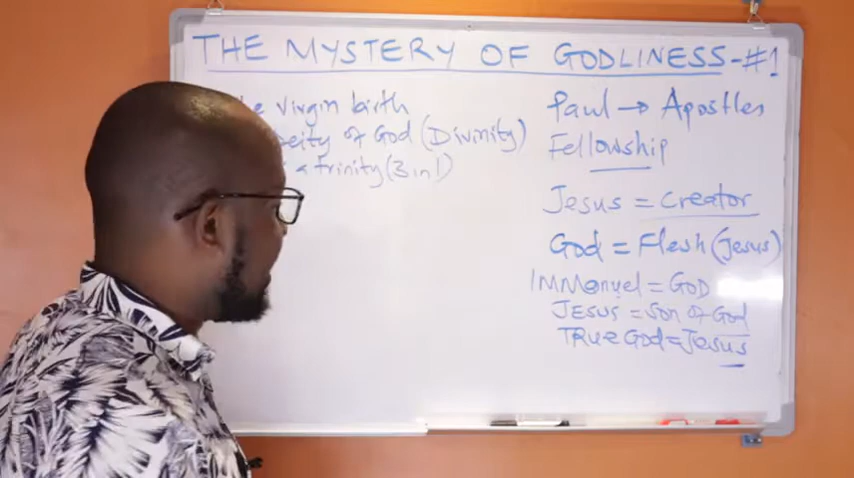 THE MYSTERY OF GODLINESS-#1
virgin birth
of God (Divinity)
a trinity (3 in 1)
Paul → Apostles
Fellowship
Jesus = Creator
God = Flesh (Jesus)
Immanuel = GOD
JESUS = Son of God
TRUE GOD = Jesus